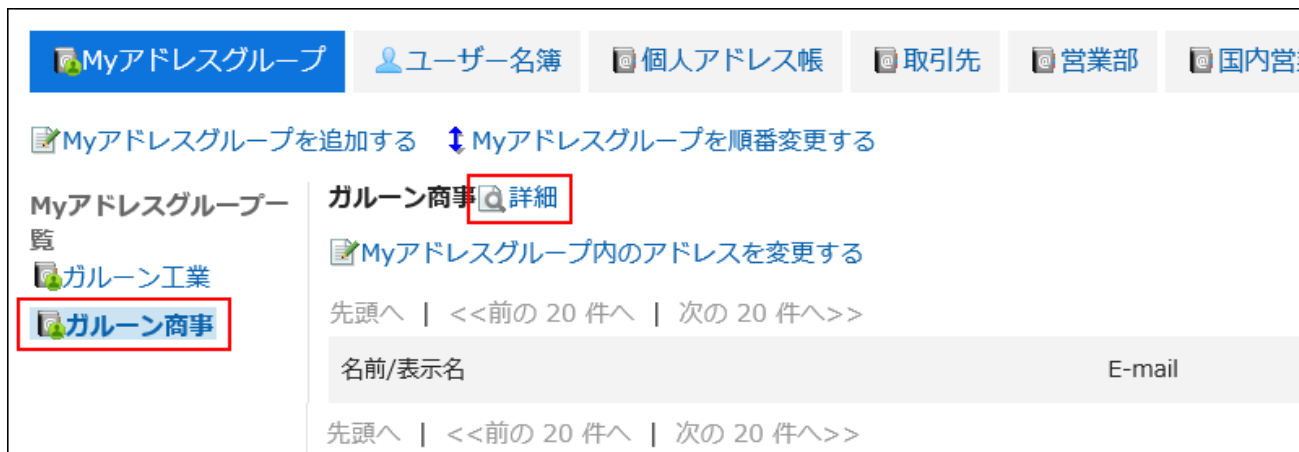 Myアドレスグループ ユーザー名簿 個人アドレス帳 取引先 営業部 国内営
Myアドレスグループを追加する Myアドレスグループを順番変更する
Myアドレスグループ一
覧
ガルーン工業
ガルーン商事
ガルーン商事 詳細
Myアドレスグループ内のアドレスを変更する
先頭へ | <<前の 20 件へ | 次の 20 件へ>>
名前/表示名 E-mail
先頭へ | <<前の 20 件へ | 次の 20 件へ>>